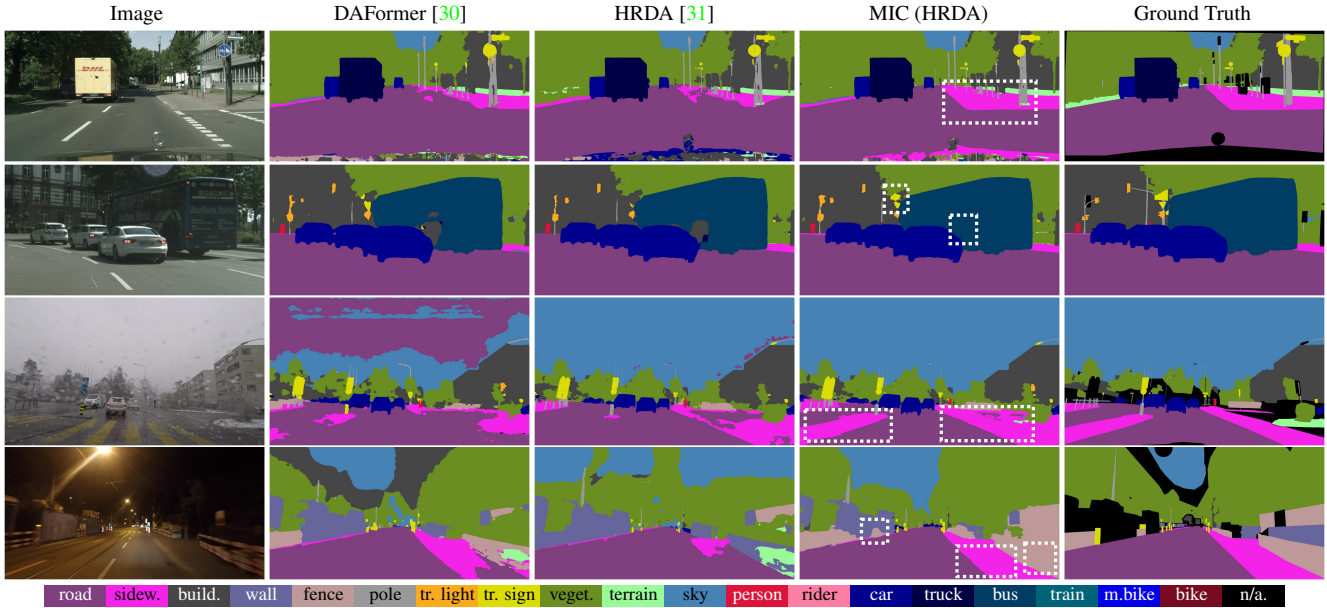 Image DAFormer [30] HRDA [31] MIC (HRDA) Ground Truth
road sidew. build. wall fence pole tr. light tr. sign veget. terrain sky person rider car truck bus train m.bike bike n/a.